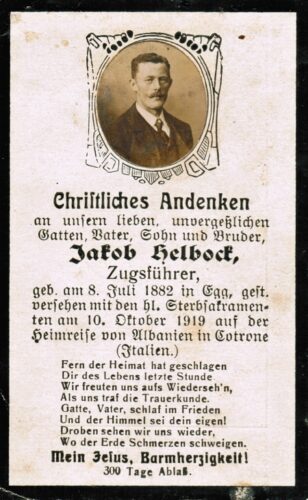 Christliches Andenken
an unsern lieben, unvergeßlichen
Gatten, Vater, Sohn und Bruder,
Jakob Helbock,
Zugsführer,
geb. am 8. Juli 1882 in Egg, gest.
versehen mit den hl. Sterbsakramen-
ten am 10. Oktober 1919 auf der
Heimreise von Albanien in Cotrone
(Italien.)
Fern der Heimat hat geschlagen
Dir des Lebens letzte Stunde
Wir freuten uns aufs Wiederseh'n,
Als uns traf die Trauerkunde.
Gatte, Vater, schlaf im Frieden
Und der Himmel sei dein eigen!
Droben sehen wir uns wieder,
Wo der Erde Schmerzen schweigen.
Mein Jesus, Barmherzigkeit!
300 Tage Ablaß.